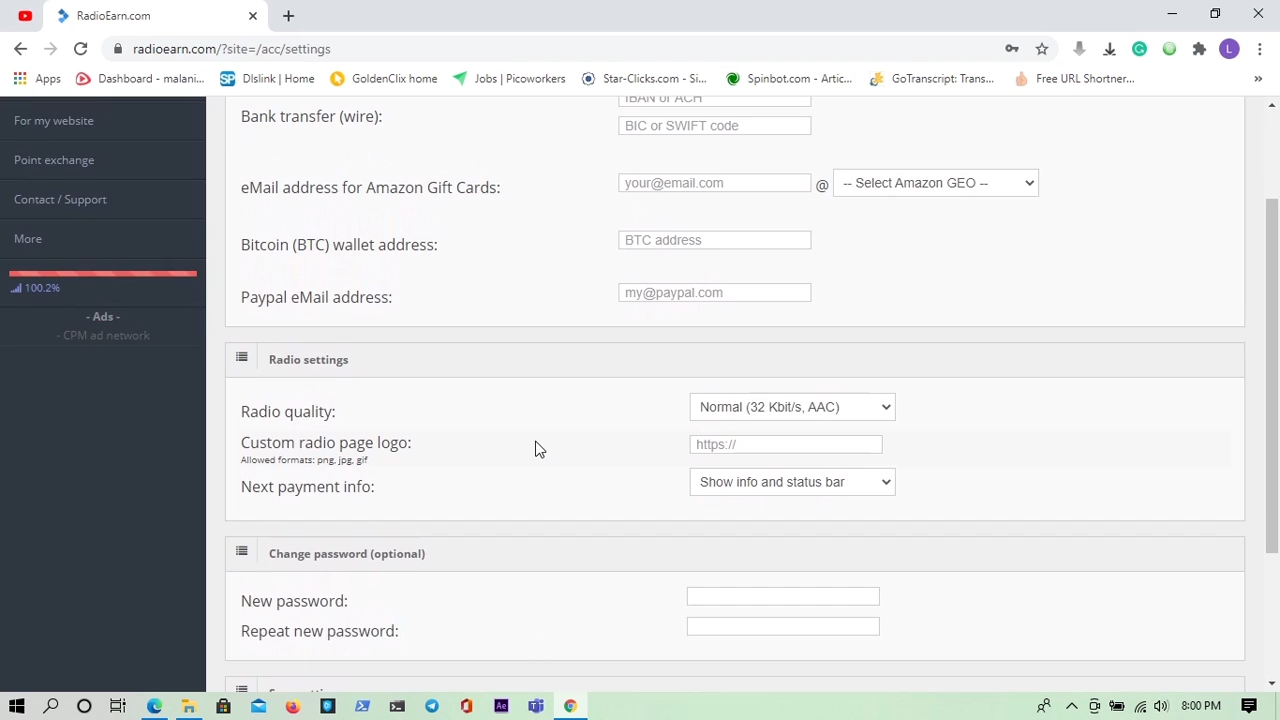 RadioEarn.com
radioearn.com/?site=/acc/settings
L
Apps
Dashboard - malani...
Dlslink | Home
GoldenClix home
Jobs | Picoworkers
Star-Clicks.com - Si...
Spinbot.com - Artic...
GoTranscript: Trans...
Free URL Shortner...
»
For my website
Point exchange
Contact / Support
More
100.2%
- Ads -
- CPM ad network
IBAN or ACH
Bank transfer (wire):
BIC or SWIFT code
eMail address for Amazon Gift Cards:
your@email.com
@
-- Select Amazon GEO --
Bitcoin (BTC) wallet address:
BTC address
Paypal eMail address:
my@paypal.com
Radio settings
Radio quality:
Normal (32 Kbit/s, AAC)
Custom radio page logo:
https://
Allowed formats: png, jpg, gif
Next payment info:
Show info and status bar
Change password (optional)
New password:
Repeat new password:
8:00 PM